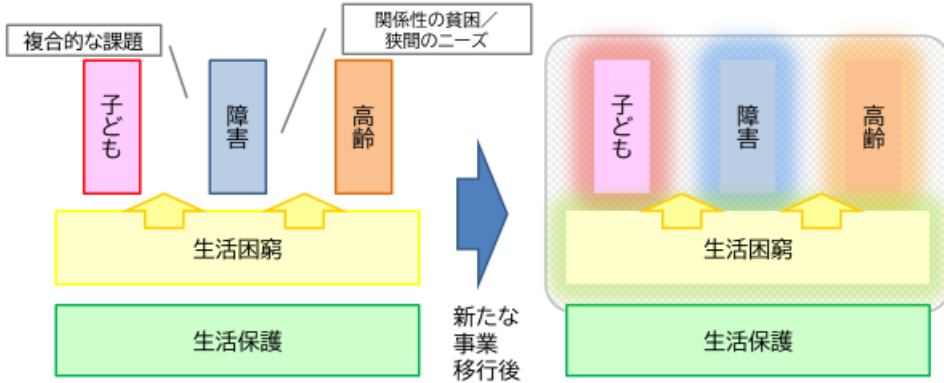 複合的な課題
関係性の貧困／
狭間のニーズ
子ども
障害
高齢
生活困窮
生活保護
新たな
事業
移行後
子ども
障害
高齢
生活困窮
生活保護